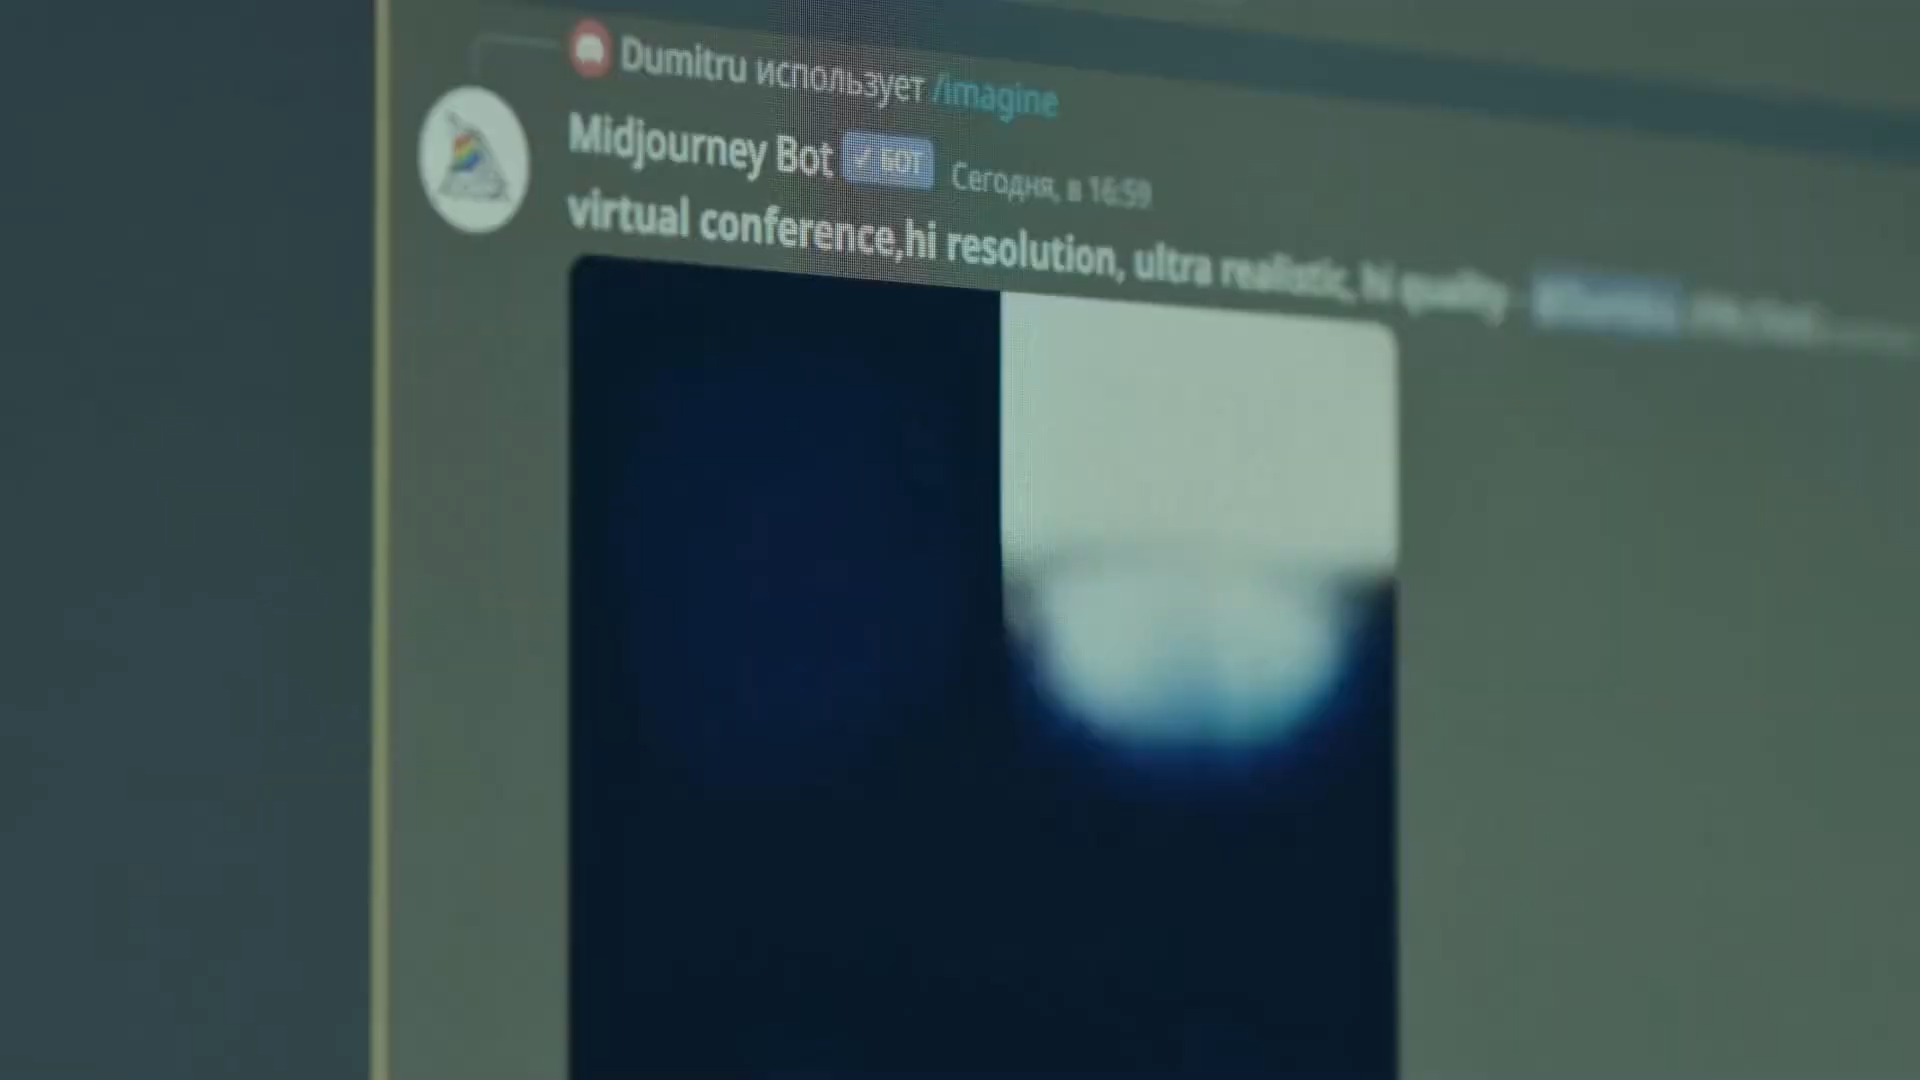 Dumitru использует /imagine
Midjourney Bot ✓ БОТ Сегодня, в 16:59
virtual conference,hi resolution, ultra realistic, hi quality